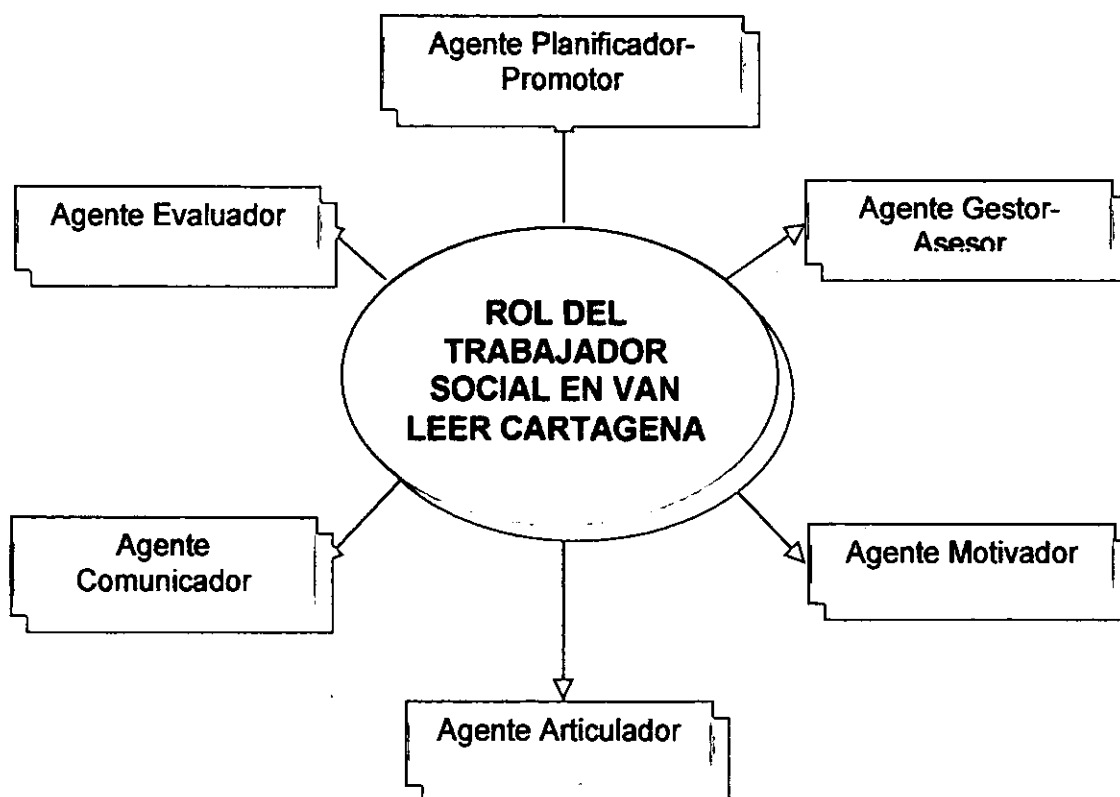 Agente Planificador-
Promotor
Agente Evaluador
Agente Gestor-
Asesor
ROL DEL
TRABAJADOR
SOCIAL EN VAN
LEER CARTAGENA
Agente
Comunicador
Agente Motivador
Agente Articulador